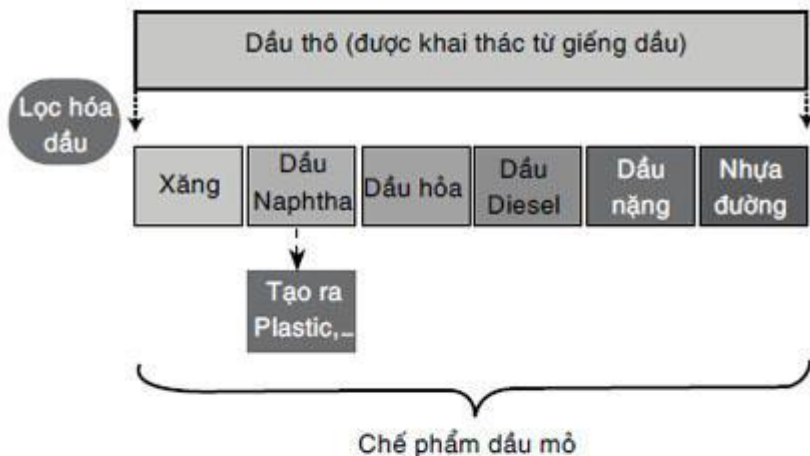 Dầu thô (được khai thác từ giếng dầu)
Lọc hóa
dầu
Xăng
Dầu
Naphtha
Dầu hỏa
Dầu
Diesel
Dầu
nặng
Nhựa
đường
Tạo ra
Plastic,...
Chế phẩm dầu mỏ